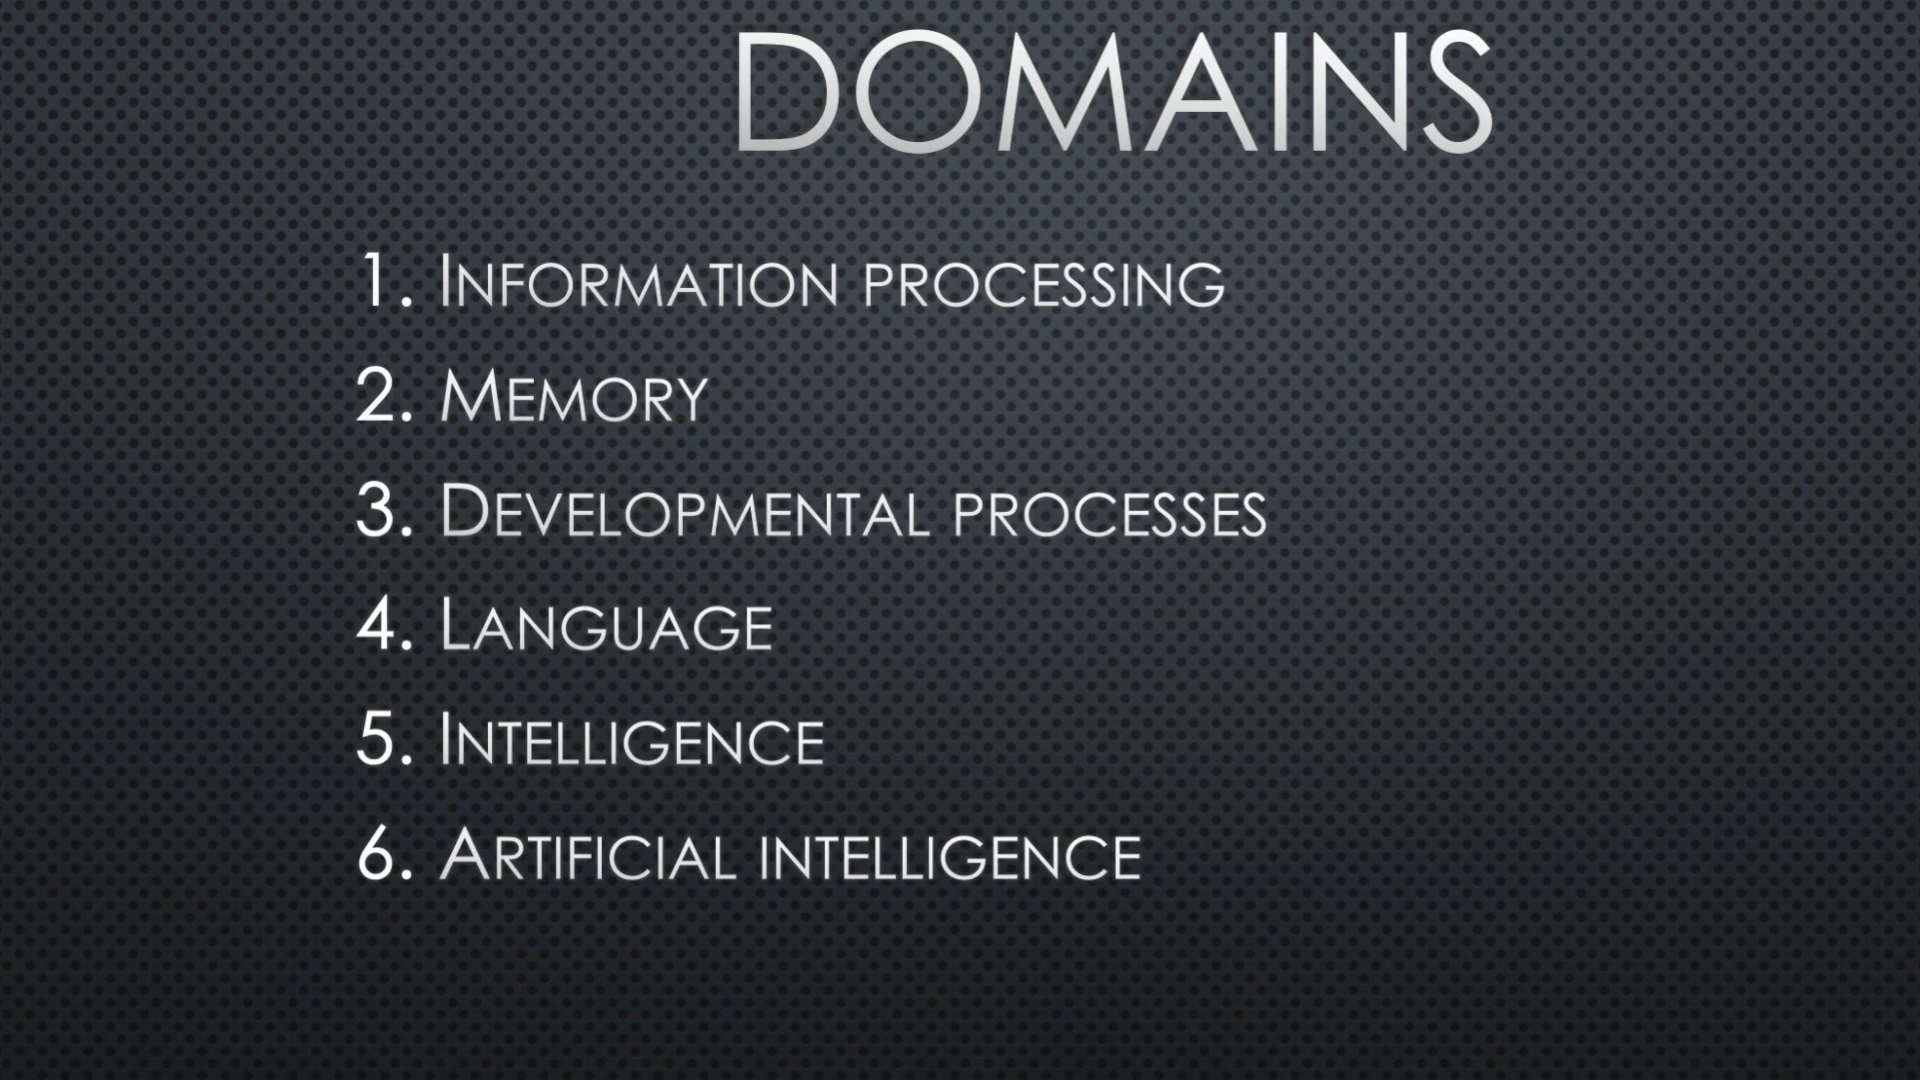 DOMAINS
1. INFORMATION PROCESSING
2. MEMORY
3. DEVELOPMENTAL PROCESSES
4. LANGUAGE
5. INTELLIGENCE
6. ARTIFICIAL INTELLIGENCE